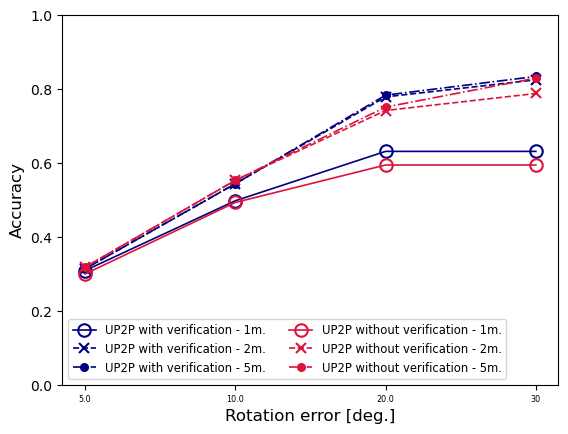 1.0
0.8
0.6
0.4
0.2
0.0
Accuracy
UP2P with verification - 1m.
UP2P with verification - 2m.
UP2P with verification - 5m.
UP2P without verification - 1m.
UP2P without verification - 2m.
UP2P without verification - 5m.
5.0 10.0 20.0 30
Rotation error [deg.]